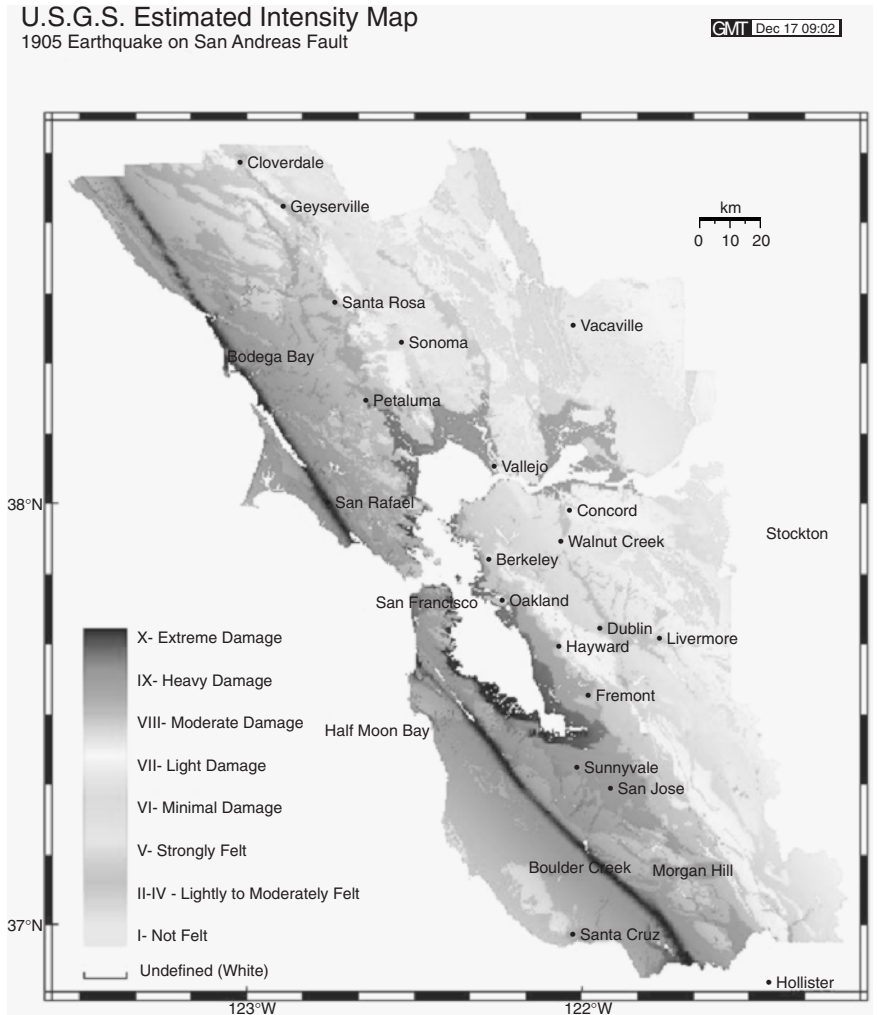 U.S.G.S. Estimated Intensity Map
1905 Earthquake on San Andreas Fault
GMT Dec 17 09:02
Cloverdale
Geyserville
km
0 10 20
Santa Rosa
Vacaville
Sonoma
Bodega Bay
Petaluma
Vallejo
38°N
San Rafael
Concord
Stockton
Walnut Creek
Berkeley
San Francisco
Oakland
Dublin
Livermore
Hayward
Fremont
Half Moon Bay
Sunnyvale
San Jose
Boulder Creek
Morgan Hill
37°N
Santa Cruz
Hollister
X- Extreme Damage
IX- Heavy Damage
VIII- Moderate Damage
VII- Light Damage
VI- Minimal Damage
V- Strongly Felt
II-IV - Lightly to Moderately Felt
I- Not Felt
Undefined (White)
123°W
122°W